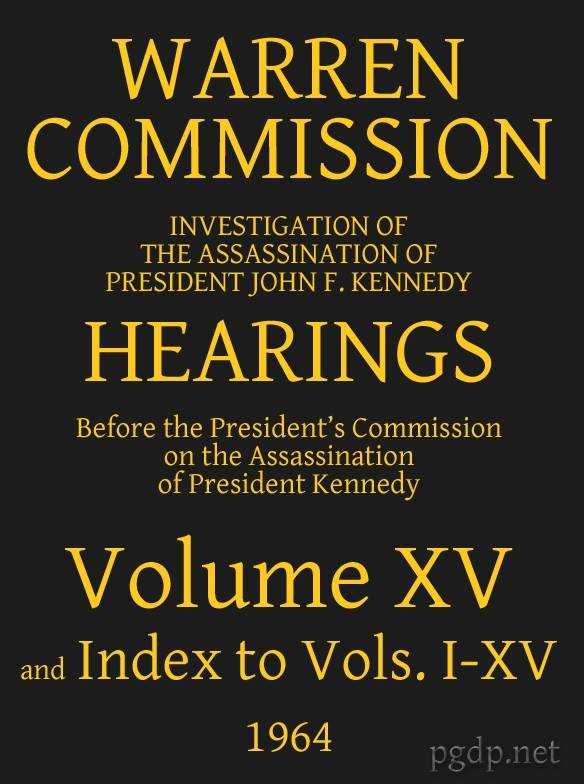 WARREN
COMMISSION
INVESTIGATION OF
THE ASSASSINATION OF
PRESIDENT JOHN F. KENNEDY
HEARINGS
Before the President’s Commission
on the Assassination
of President Kennedy
Volume XV
and Index to Vols. I-XV
1964
pgdp.net